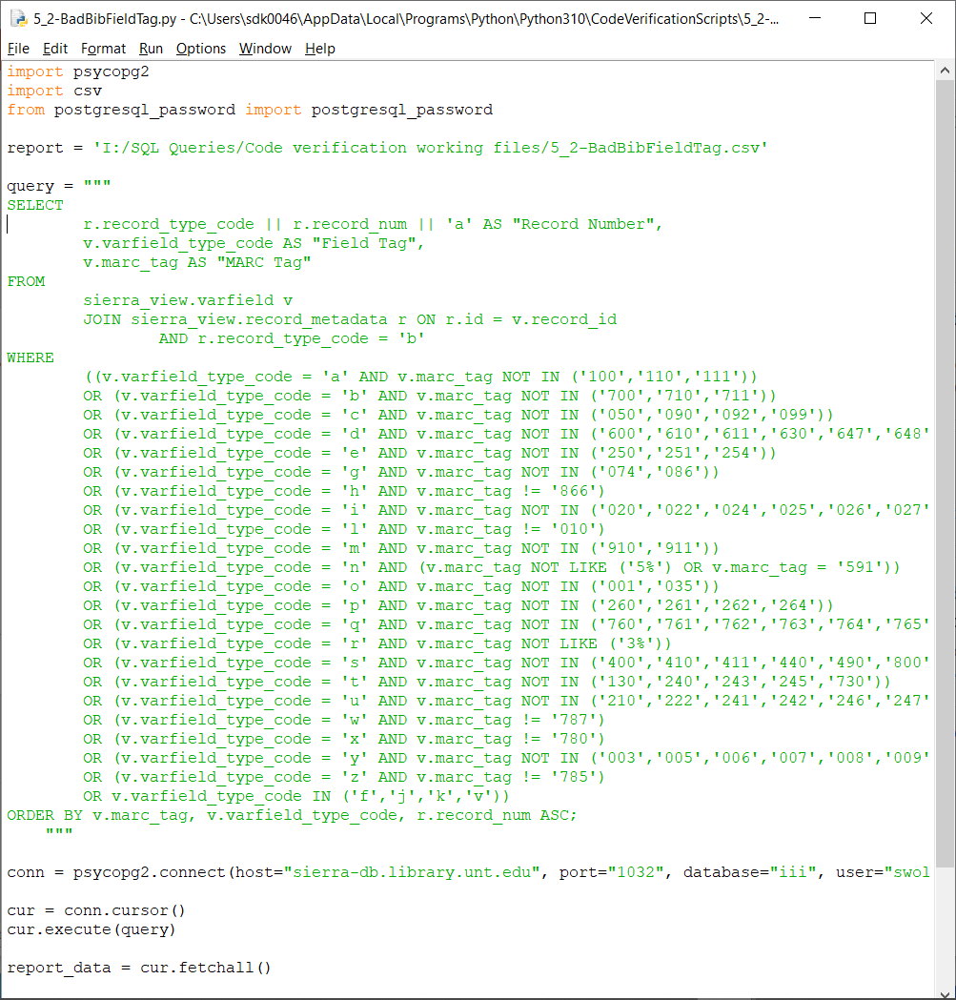 5_2-BadBibFieldTag.py - C:\Users\sdk0046\AppData\Local\Programs\Python\Python310\CodeVerificationScripts\5_2-...
File Edit Format Run Options Window Help
import psycopg2
import csv
from postgresql_password import postgresql_password

report = 'I:/SQL Queries/Code verification working files/5_2-BadBibFieldTag.csv'

query = """
SELECT
        r.record_type_code || r.record_num || 'a' AS "Record Number",
        v.varfield_type_code AS "Field Tag",
        v.marc_tag AS "MARC Tag"
FROM
        sierra_view.varfield v
        JOIN sierra_view.record_metadata r ON r.id = v.record_id
                AND r.record_type_code = 'b'
WHERE
        ((v.varfield_type_code = 'a' AND v.marc_tag NOT IN ('100','110','111'))
        OR (v.varfield_type_code = 'b' AND v.marc_tag NOT IN ('700','710','711'))
        OR (v.varfield_type_code = 'c' AND v.marc_tag NOT IN ('050','090','092','099'))
        OR (v.varfield_type_code = 'd' AND v.marc_tag NOT IN ('600','610','611','630','647','648'
        OR (v.varfield_type_code = 'e' AND v.marc_tag NOT IN ('250','251','254'))
        OR (v.varfield_type_code = 'g' AND v.marc_tag NOT IN ('074','086'))
        OR (v.varfield_type_code = 'h' AND v.marc_tag != '866')
        OR (v.varfield_type_code = 'i' AND v.marc_tag NOT IN ('020','022','024','025','026','027'
        OR (v.varfield_type_code = 'l' AND v.marc_tag != '010')
        OR (v.varfield_type_code = 'm' AND v.marc_tag NOT IN ('910','911'))
        OR (v.varfield_type_code = 'n' AND (v.marc_tag NOT LIKE ('5%') OR v.marc_tag = '591'))
        OR (v.varfield_type_code = 'o' AND v.marc_tag NOT IN ('001','035'))
        OR (v.varfield_type_code = 'p' AND v.marc_tag NOT IN ('260','261','262','264'))
        OR (v.varfield_type_code = 'q' AND v.marc_tag NOT IN ('760','761','762','763','764','765'
        OR (v.varfield_type_code = 'r' AND v.marc_tag NOT LIKE ('3%'))
        OR (v.varfield_type_code = 's' AND v.marc_tag NOT IN ('400','410','411','440','490','800'
        OR (v.varfield_type_code = 't' AND v.marc_tag NOT IN ('130','240','243','245','730'))
        OR (v.varfield_type_code = 'u' AND v.marc_tag NOT IN ('210','222','241','242','246','247'
        OR (v.varfield_type_code = 'w' AND v.marc_tag != '787')
        OR (v.varfield_type_code = 'x' AND v.marc_tag != '780')
        OR (v.varfield_type_code = 'y' AND v.marc_tag NOT IN ('003','005','006','007','008','009'
        OR (v.varfield_type_code = 'z' AND v.marc_tag != '785')
        OR v.varfield_type_code IN ('f','j','k','v'))
ORDER BY v.marc_tag, v.varfield_type_code, r.record_num ASC;
    """

conn = psycopg2.connect(host="sierra-db.library.unt.edu", port="1032", database="iii", user="swol

cur = conn.cursor()
cur.execute(query)

report_data = cur.fetchall()